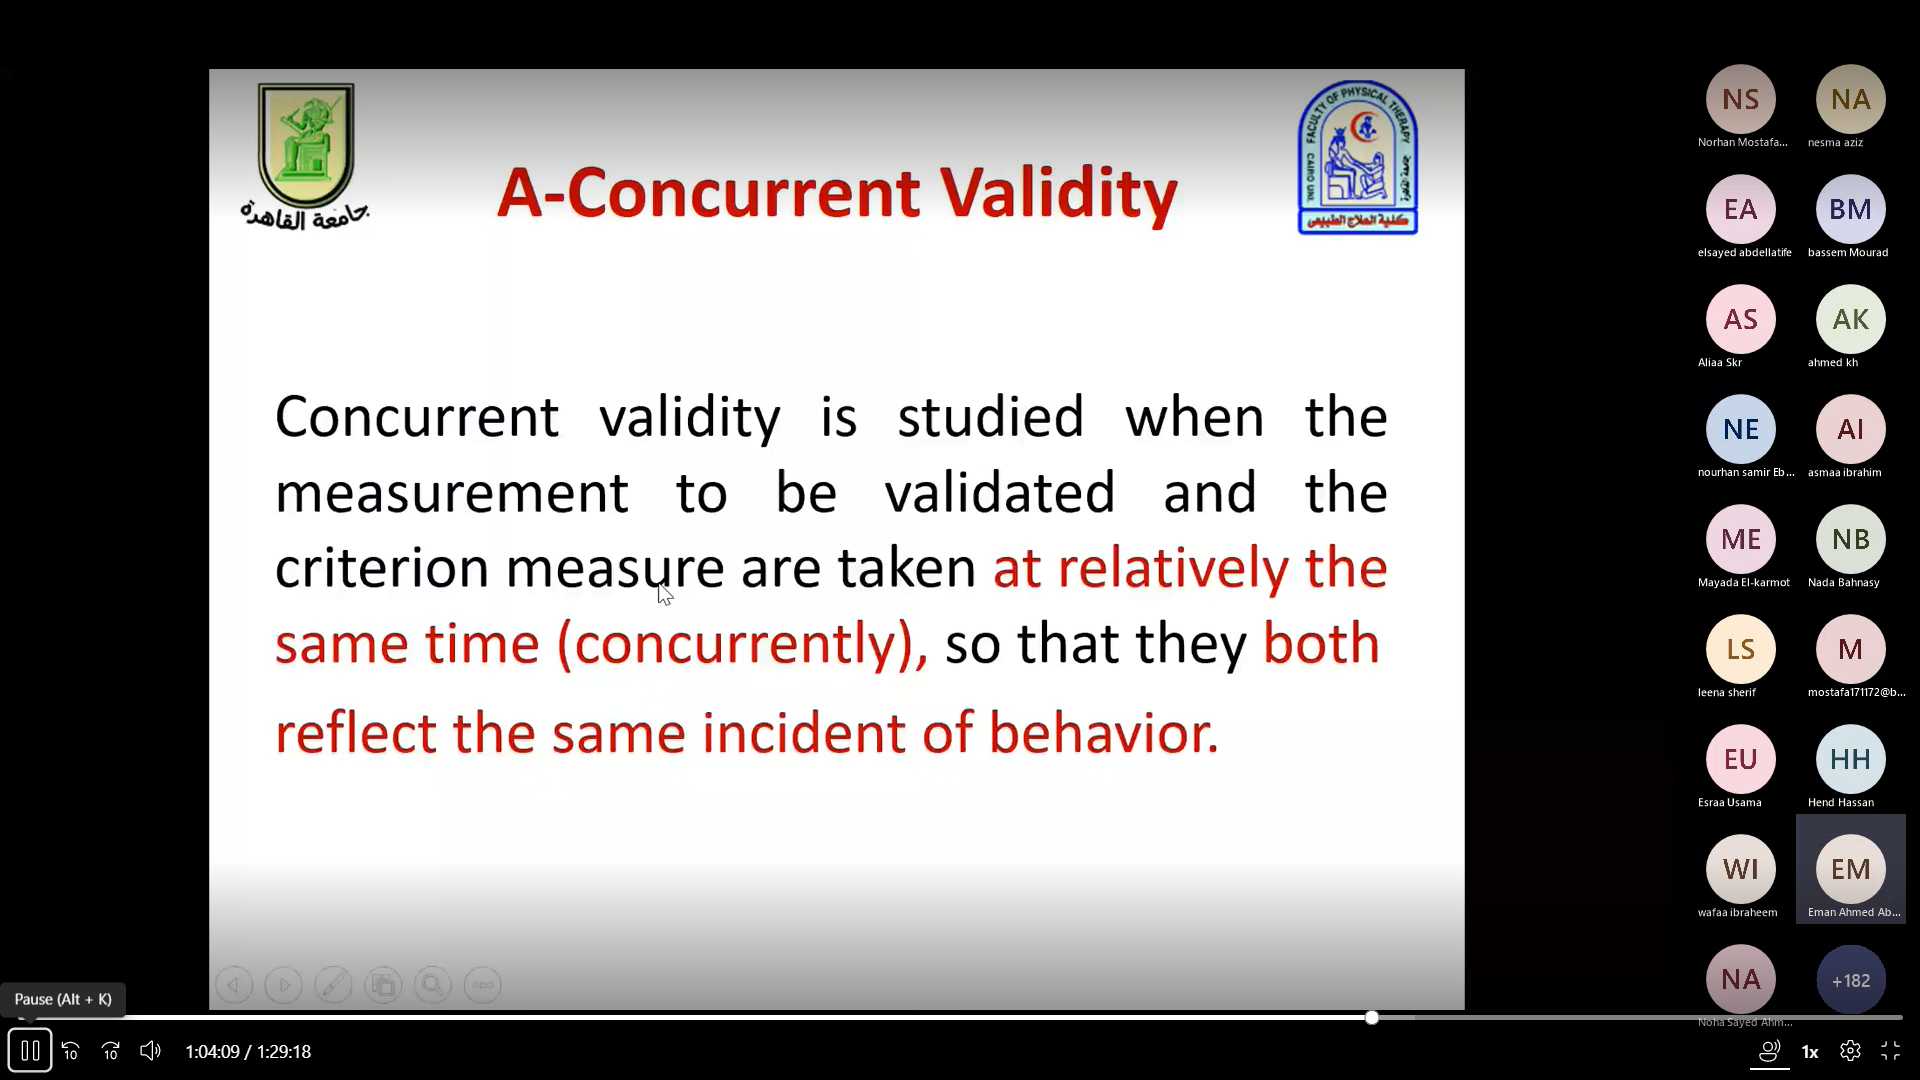 جامعة القاهرة
FACULTY OF PHYSICAL THERAPY
CAIRO UNI.
كلية العلاج الطبيعى
A-Concurrent Validity
Concurrent validity is studied when the
measurement to be validated and the
criterion measure are taken at relatively the
same time (concurrently), so that they both
reflect the same incident of behavior.
NS
Norhan Mostafa...
NA
nesma aziz
EA
elsayed abdellatife
BM
bassem Mourad
AS
Aliaa Skr
AK
ahmed kh
NE
nourhan samir Eb...
AI
asmaa ibrahim
ME
Mayada El-karmot
NB
Nada Bahnasy
LS
leena sherif
M
mostafa171172@b...
EU
Esraa Usama
HH
Hend Hassan
WI
wafaa ibraheem
EM
Eman Ahmed Ab...
NA
Noha Sayed Ahm...
+182
Pause (Alt + K)
10
10
1:04:09 / 1:29:18
1x